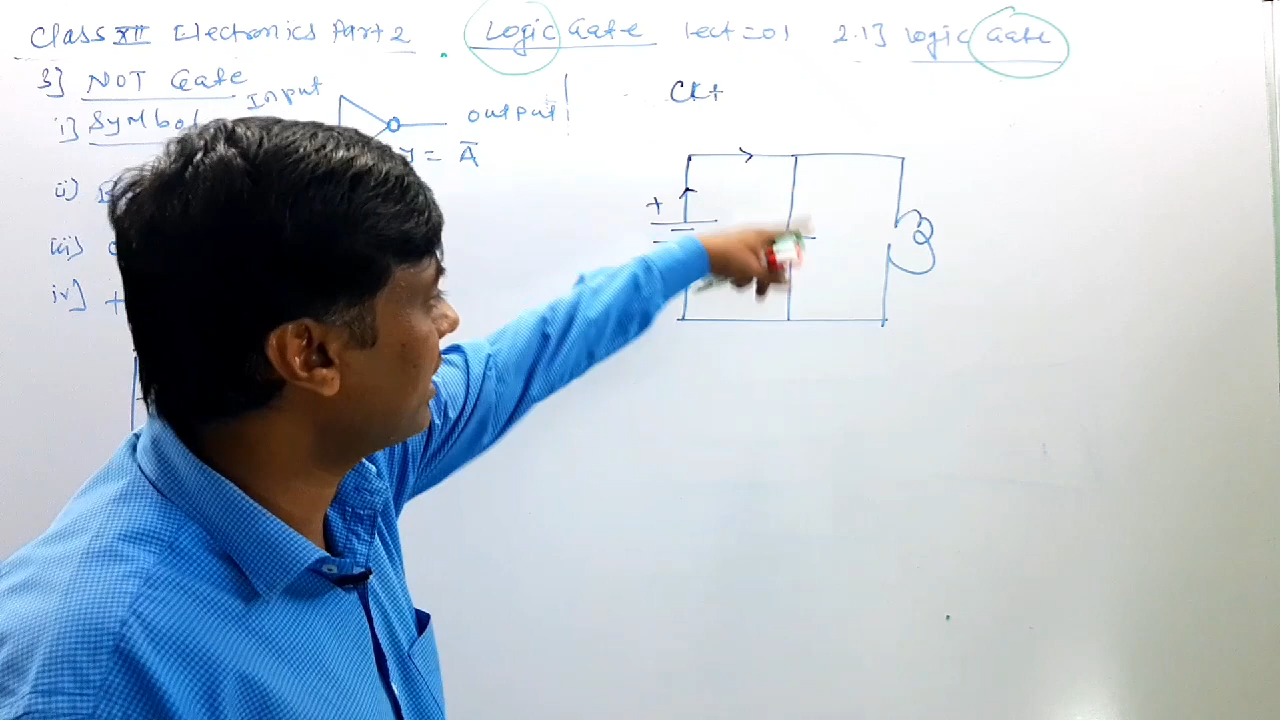 Class XII Electronics Part 2 Logic Gate lect=01 2.1] Logic Gate
3] NOT Gate
i] Symbol Input output
Y = Ā
ii)
iii)
iv]
CKt
+